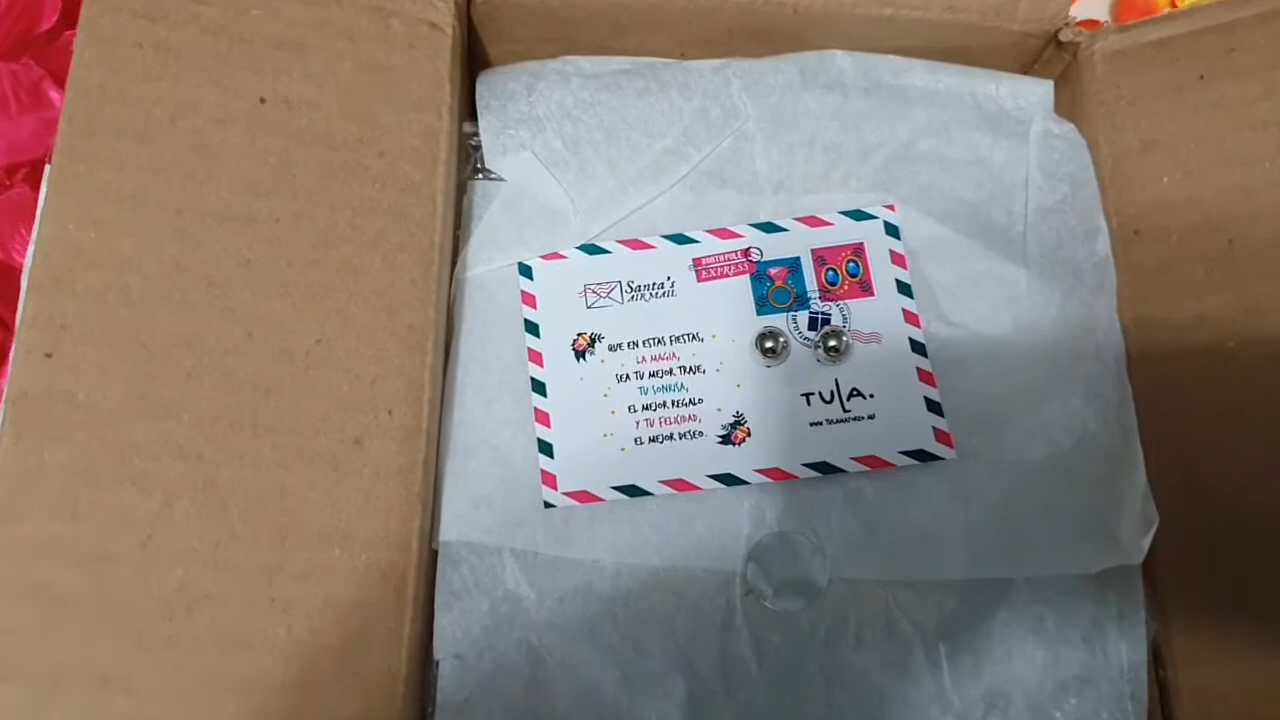 Santa's
AIRMAIL
NORTH POLE
EXPRESS
QUE EN ESTAS FIESTAS,
LA MAGIA,
SEA TU MEJOR TRAJE,
TU SONRISA,
EL MEJOR REGALO
Y TU FELICIDAD,
EL MEJOR DESEO.
TULA.